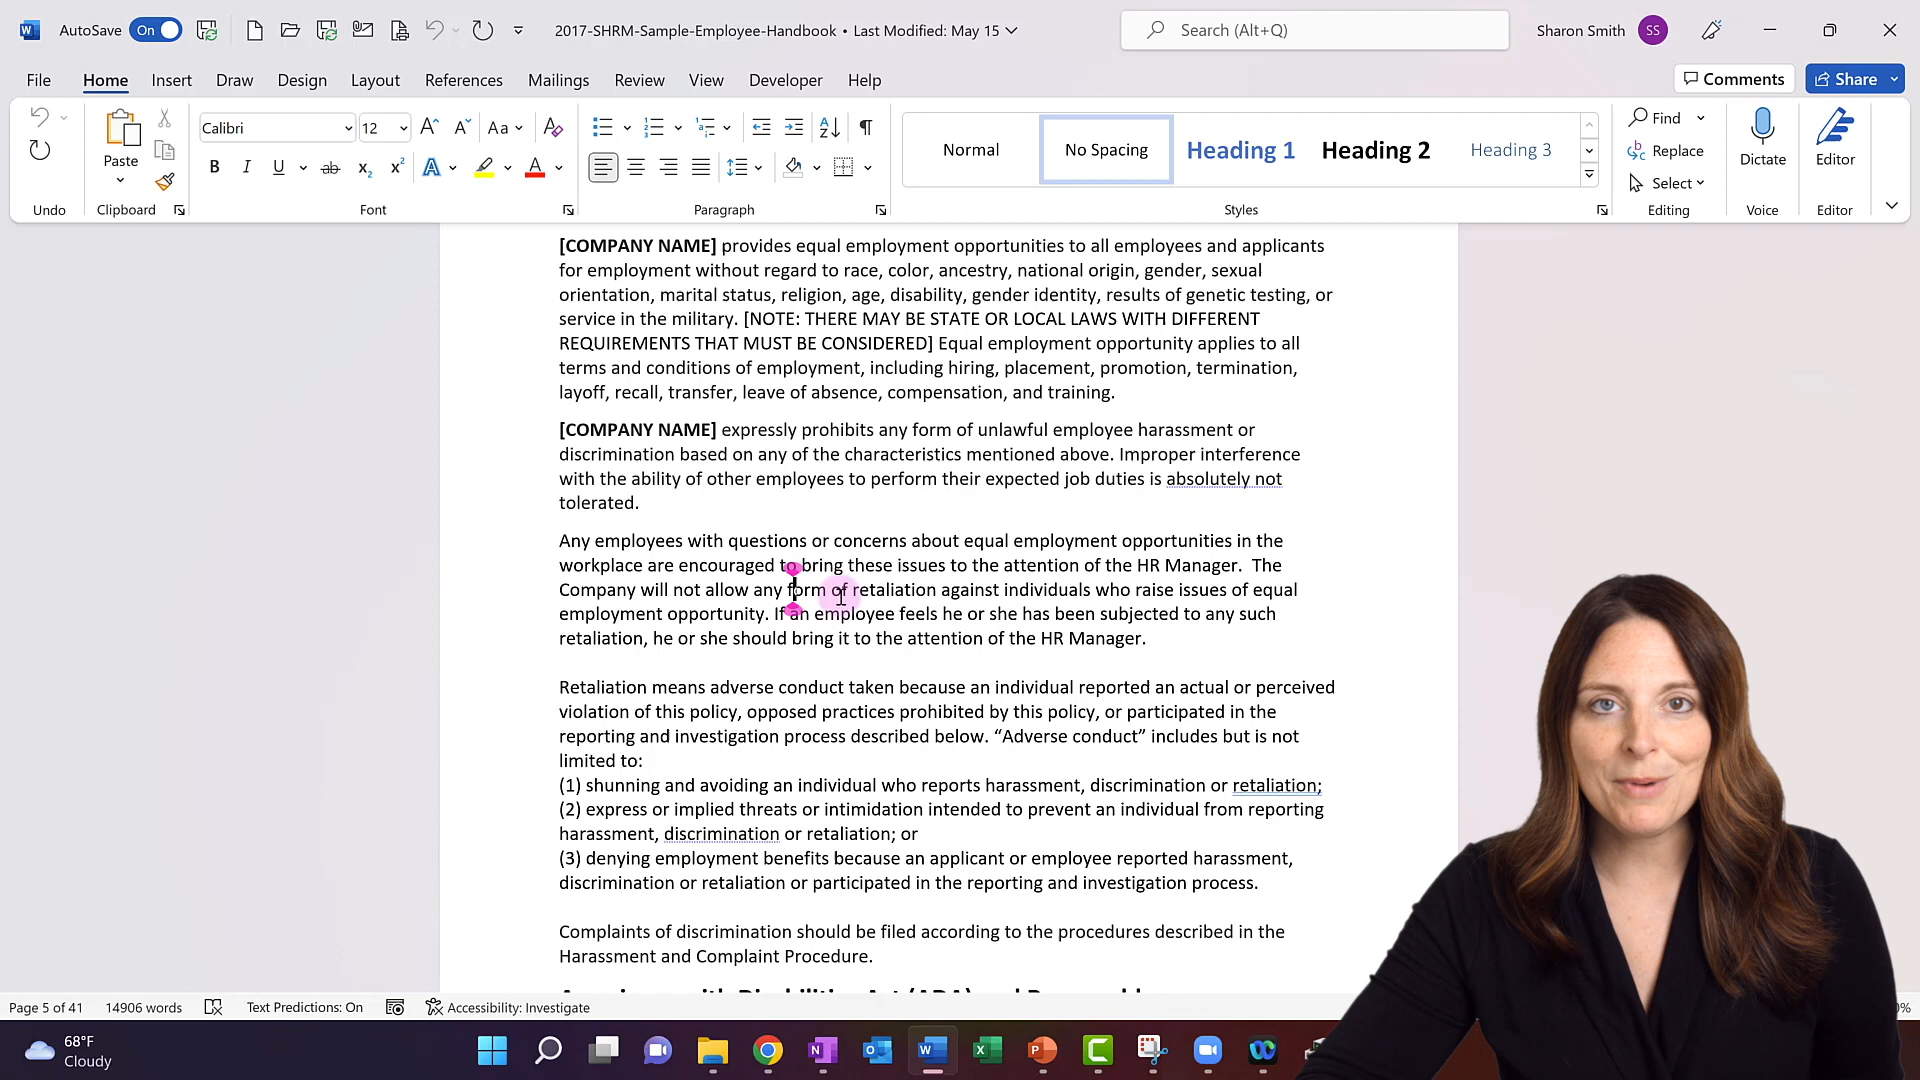 AutoSave On 2017-SHRM-Sample-Employee-Handbook • Last Modified: May 15 Search (Alt+Q) Sharon Smith SS
File Home Insert Draw Design Layout References Mailings Review View Developer Help Comments Share
Calibri 12 Aa
Paste
B I U ab x₂ x² A A
Normal No Spacing Heading 1 Heading 2 Heading 3
Find
Replace
Select
Dictate Editor
Undo Clipboard Font Paragraph Styles Editing Voice Editor
[COMPANY NAME] provides equal employment opportunities to all employees and applicants
for employment without regard to race, color, ancestry, national origin, gender, sexual
orientation, marital status, religion, age, disability, gender identity, results of genetic testing, or
service in the military. [NOTE: THERE MAY BE STATE OR LOCAL LAWS WITH DIFFERENT
REQUIREMENTS THAT MUST BE CONSIDERED] Equal employment opportunity applies to all
terms and conditions of employment, including hiring, placement, promotion, termination,
layoff, recall, transfer, leave of absence, compensation, and training.
[COMPANY NAME] expressly prohibits any form of unlawful employee harassment or
discrimination based on any of the characteristics mentioned above. Improper interference
with the ability of other employees to perform their expected job duties is absolutely not
tolerated.
Any employees with questions or concerns about equal employment opportunities in the
workplace are encouraged to bring these issues to the attention of the HR Manager.  The
Company will not allow any form of retaliation against individuals who raise issues of equal
employment opportunity. If an employee feels he or she has been subjected to any such
retaliation, he or she should bring it to the attention of the HR Manager.
Retaliation means adverse conduct taken because an individual reported an actual or perceived
violation of this policy, opposed practices prohibited by this policy, or participated in the
reporting and investigation process described below. “Adverse conduct” includes but is not
limited to:
(1) shunning and avoiding an individual who reports harassment, discrimination or retaliation;
(2) express or implied threats or intimidation intended to prevent an individual from reporting
harassment, discrimination or retaliation; or
(3) denying employment benefits because an applicant or employee reported harassment,
discrimination or retaliation or participated in the reporting and investigation process.
Complaints of discrimination should be filed according to the procedures described in the
Harassment and Complaint Procedure.
Page 5 of 41 14906 words Text Predictions: On Accessibility: Investigate
68°F
Cloudy